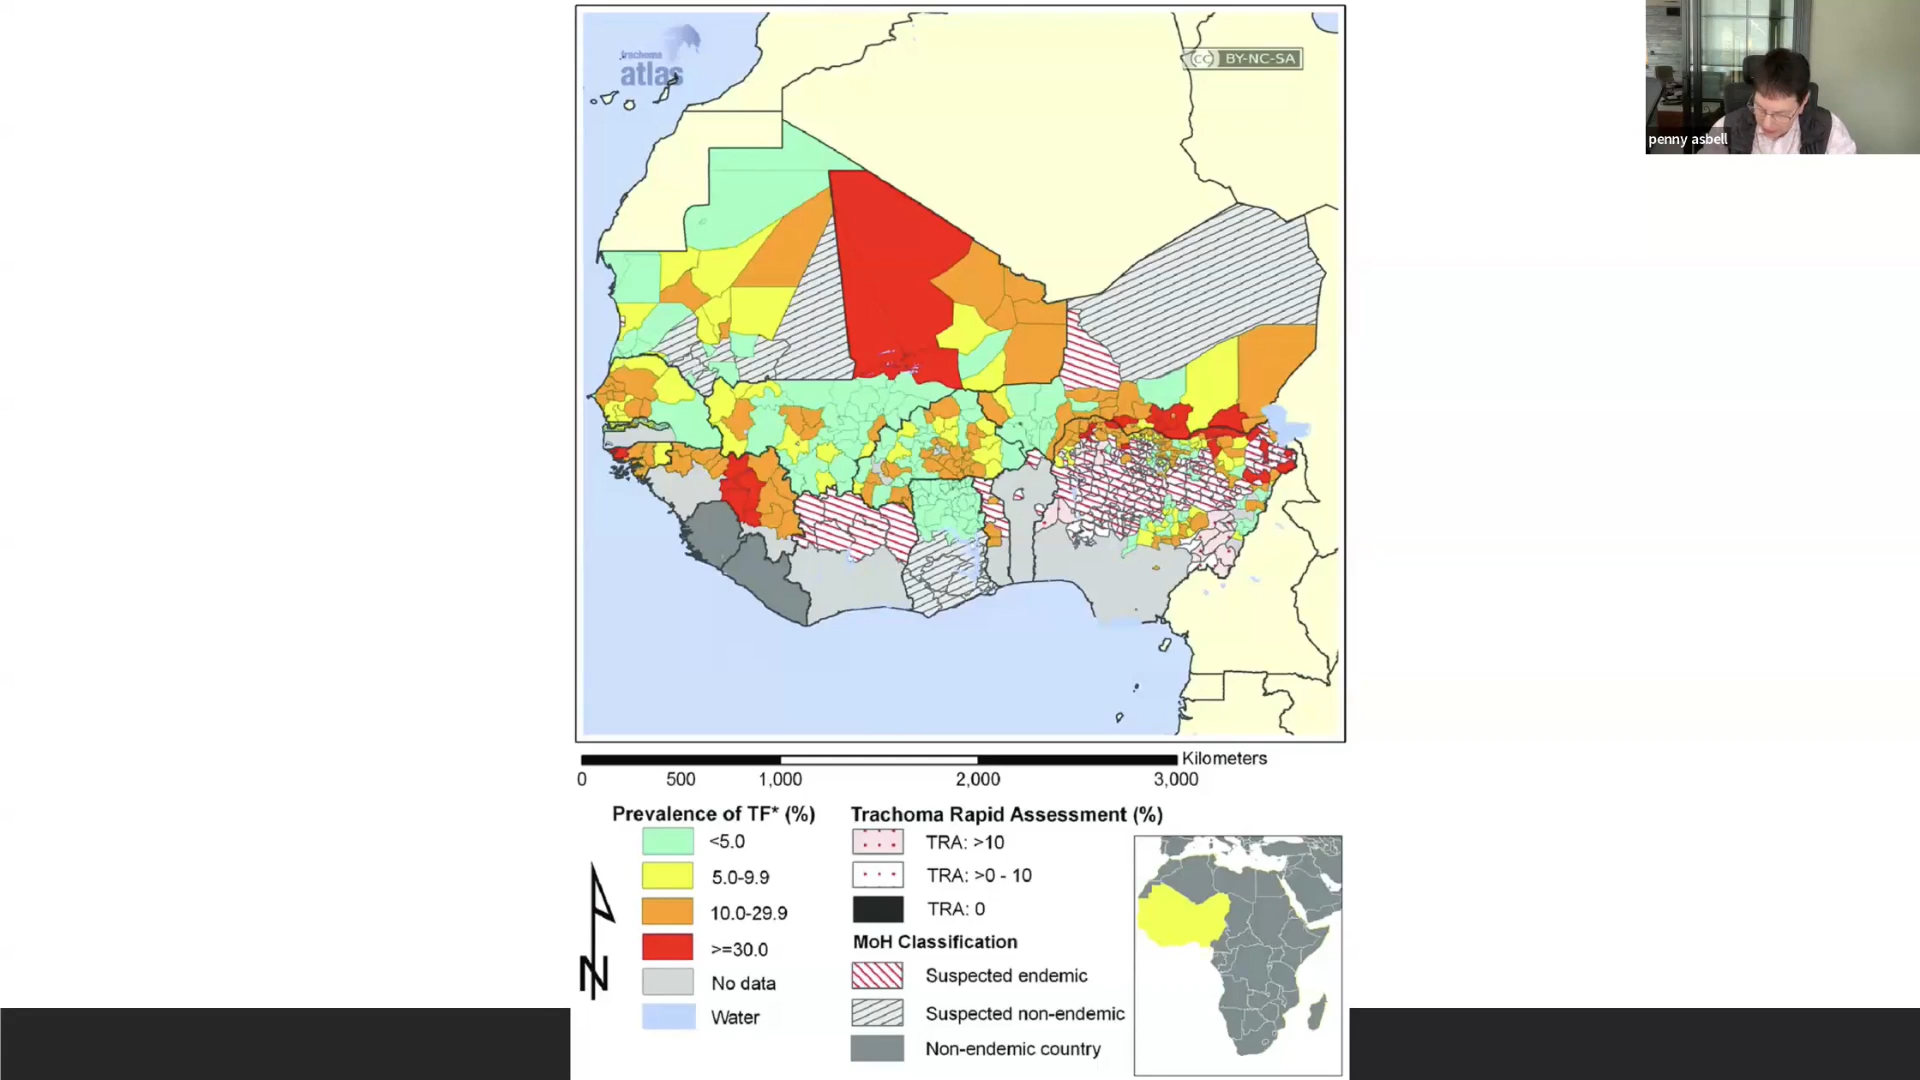 trachoma
atlas
CC BY-NC-SA
penny asbell
Kilometers
0 500 1,000 2,000 3,000
Prevalence of TF* (%)
<5.0
5.0-9.9
10.0-29.9
>=30.0
No data
Water
N
Trachoma Rapid Assessment (%)
TRA: >10
TRA: >0 - 10
TRA: 0
MoH Classification
Suspected endemic
Suspected non-endemic
Non-endemic country